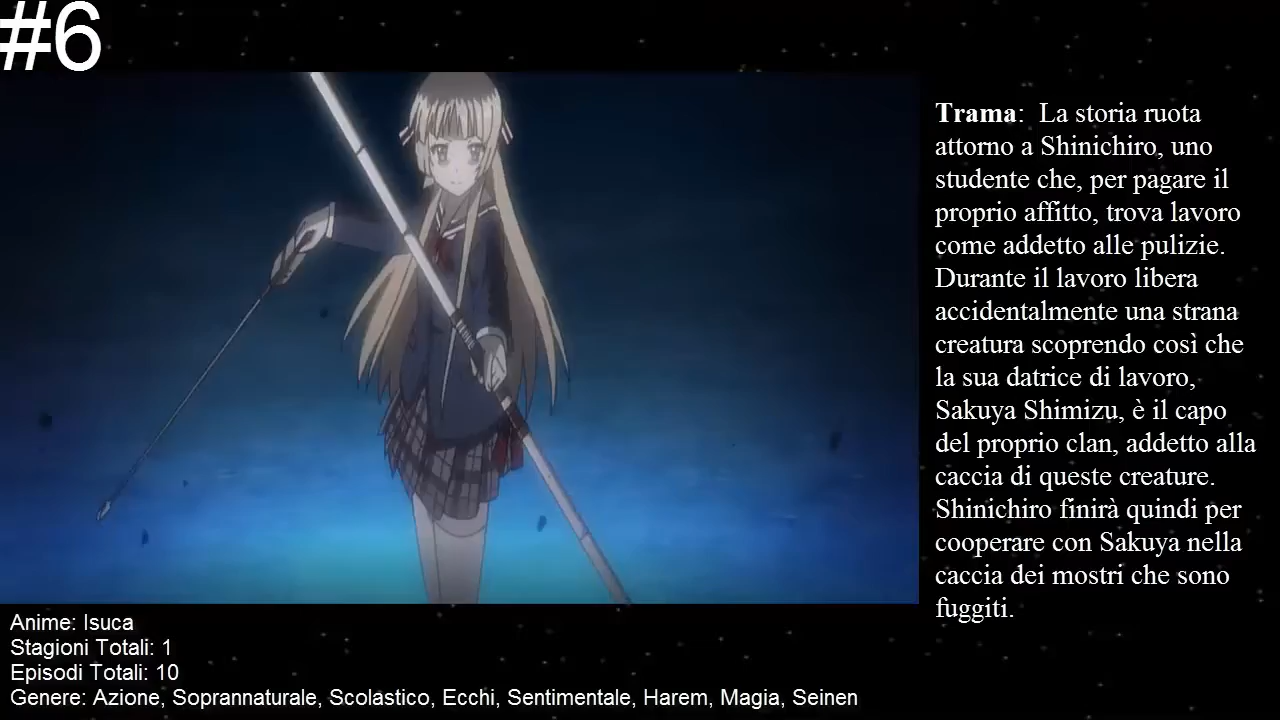 #6
Trama: La storia ruota
attorno a Shinichiro, uno
studente che, per pagare il
proprio affitto, trova lavoro
come addetto alle pulizie.
Durante il lavoro libera
accidentalmente una strana
creatura scoprendo così che
la sua datrice di lavoro,
Sakuya Shimizu, è il capo
del proprio clan, addetto alla
caccia di queste creature.
Shinichiro finirà quindi per
cooperare con Sakuya nella
caccia dei mostri che sono
fuggiti.
Anime: Isuca
Stagioni Totali: 1
Episodi Totali: 10
Genere: Azione, Soprannaturale, Scolastico, Ecchi, Sentimentale, Harem, Magia, Seinen